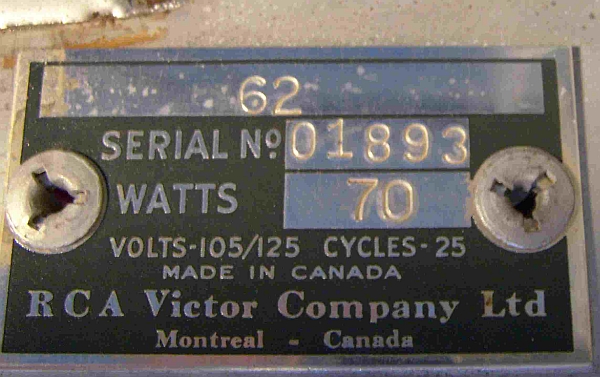 62
SERIAL Nº 01893
WATTS 70
VOLTS-105/125 CYCLES-25
MADE IN CANADA
RCA Victor Company Ltd
Montreal - Canada